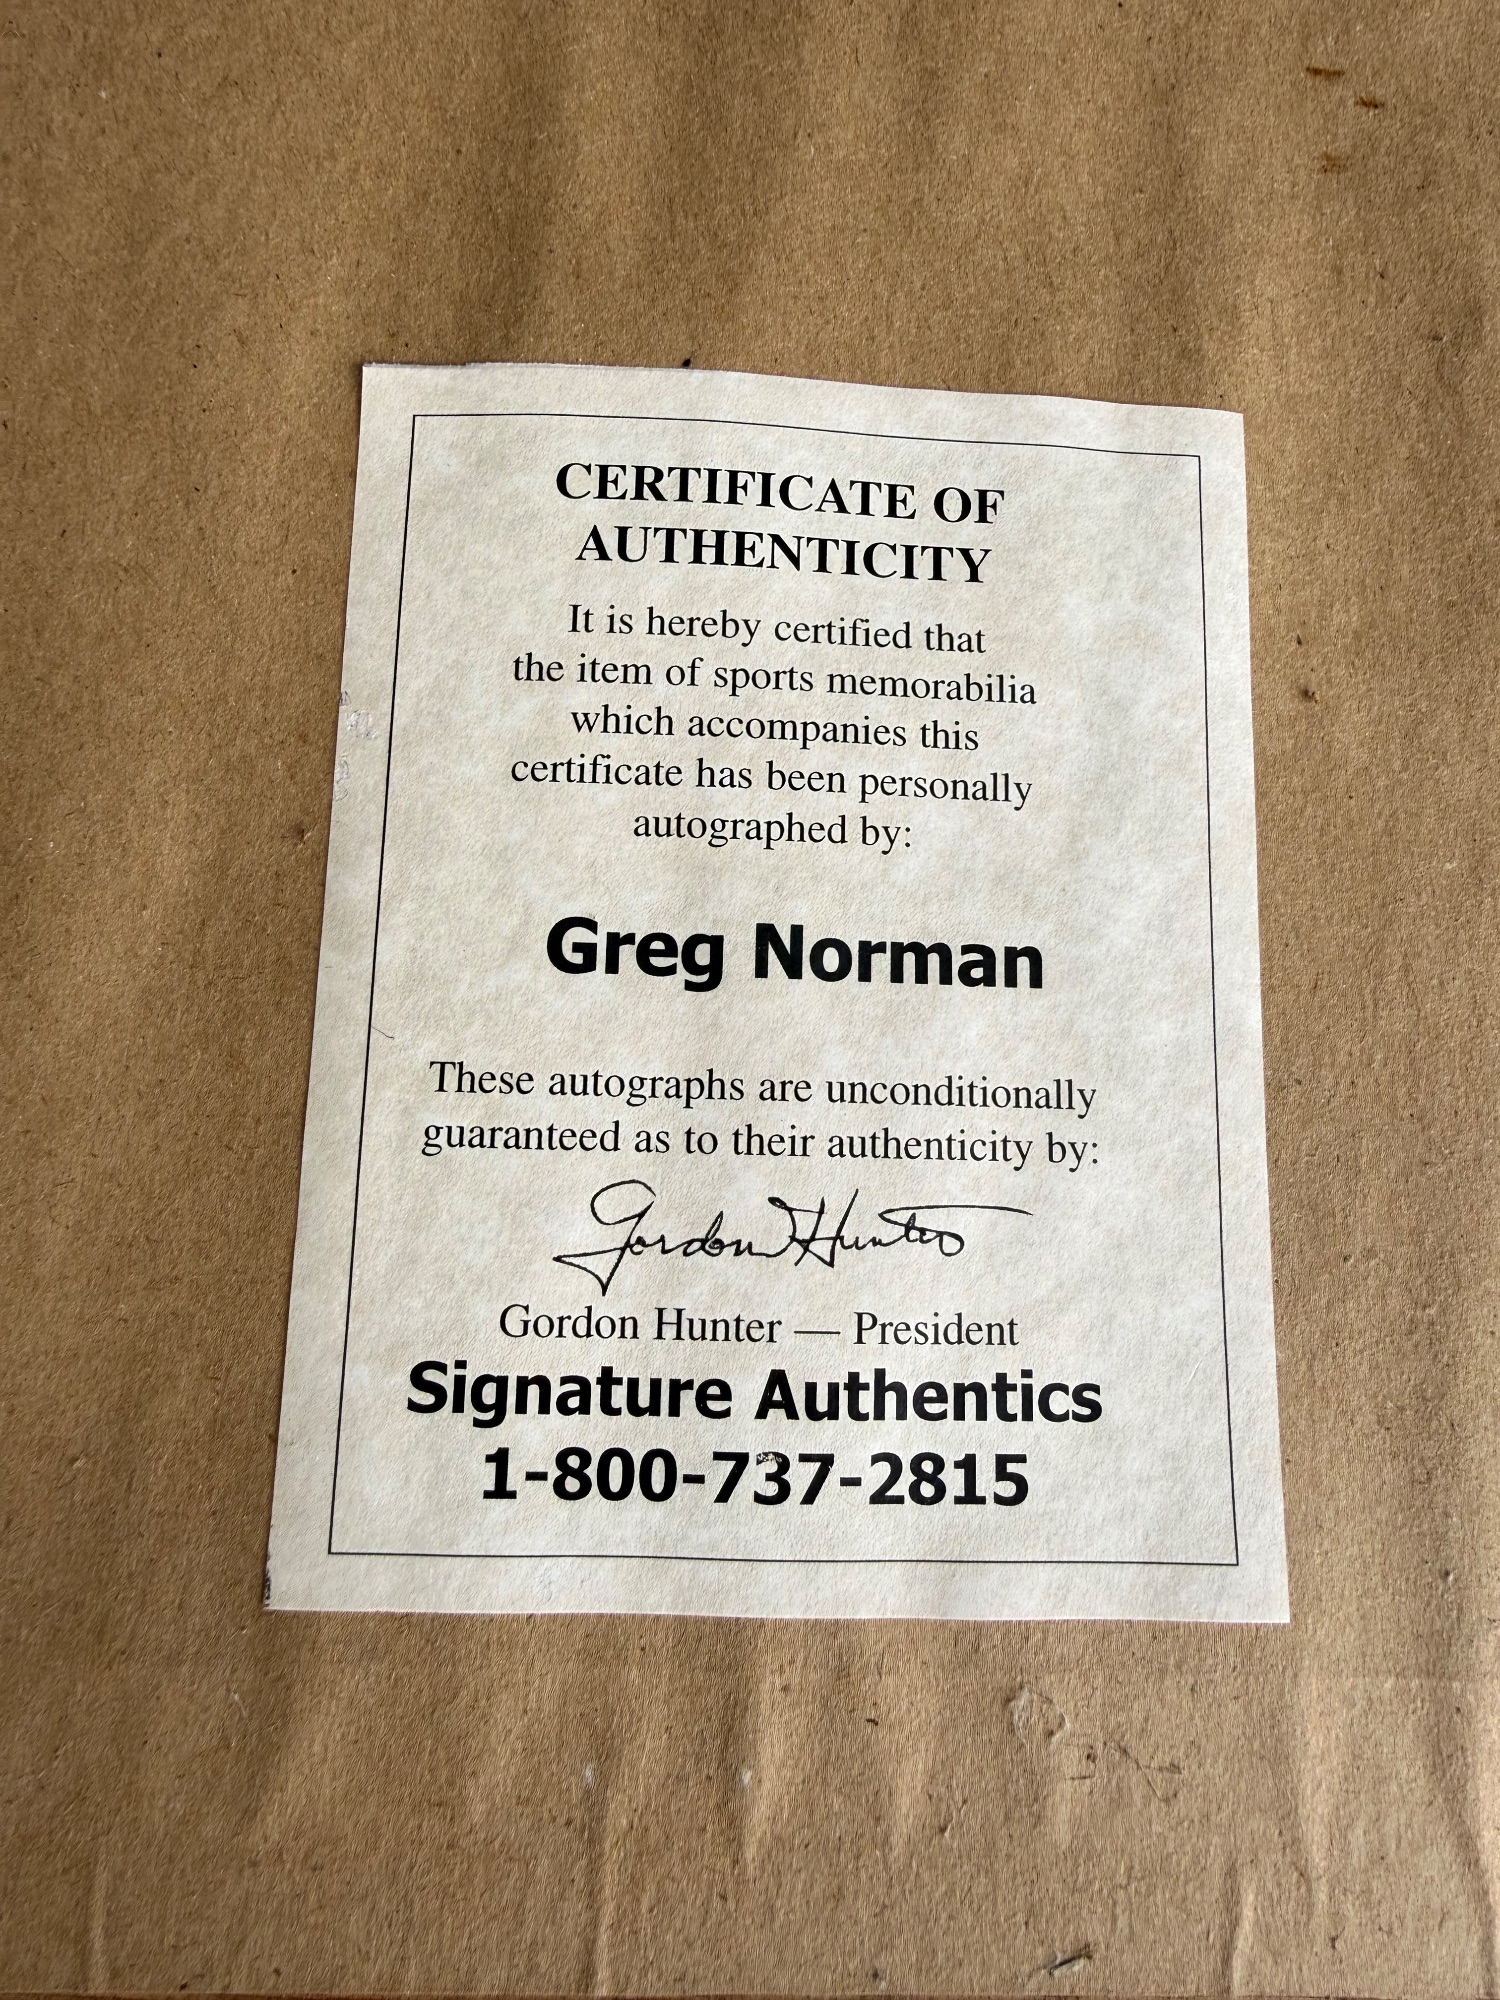 CERTIFICATE OF
AUTHENTICITY
It is hereby certified that
the item of sports memorabilia
which accompanies this
certificate has been personally
autographed by:
Greg Norman
These autographs are unconditionally
guaranteed as to their authenticity by:
Gordon Hunter
Gordon Hunter — President
Signature Authentics
1-800-737-2815